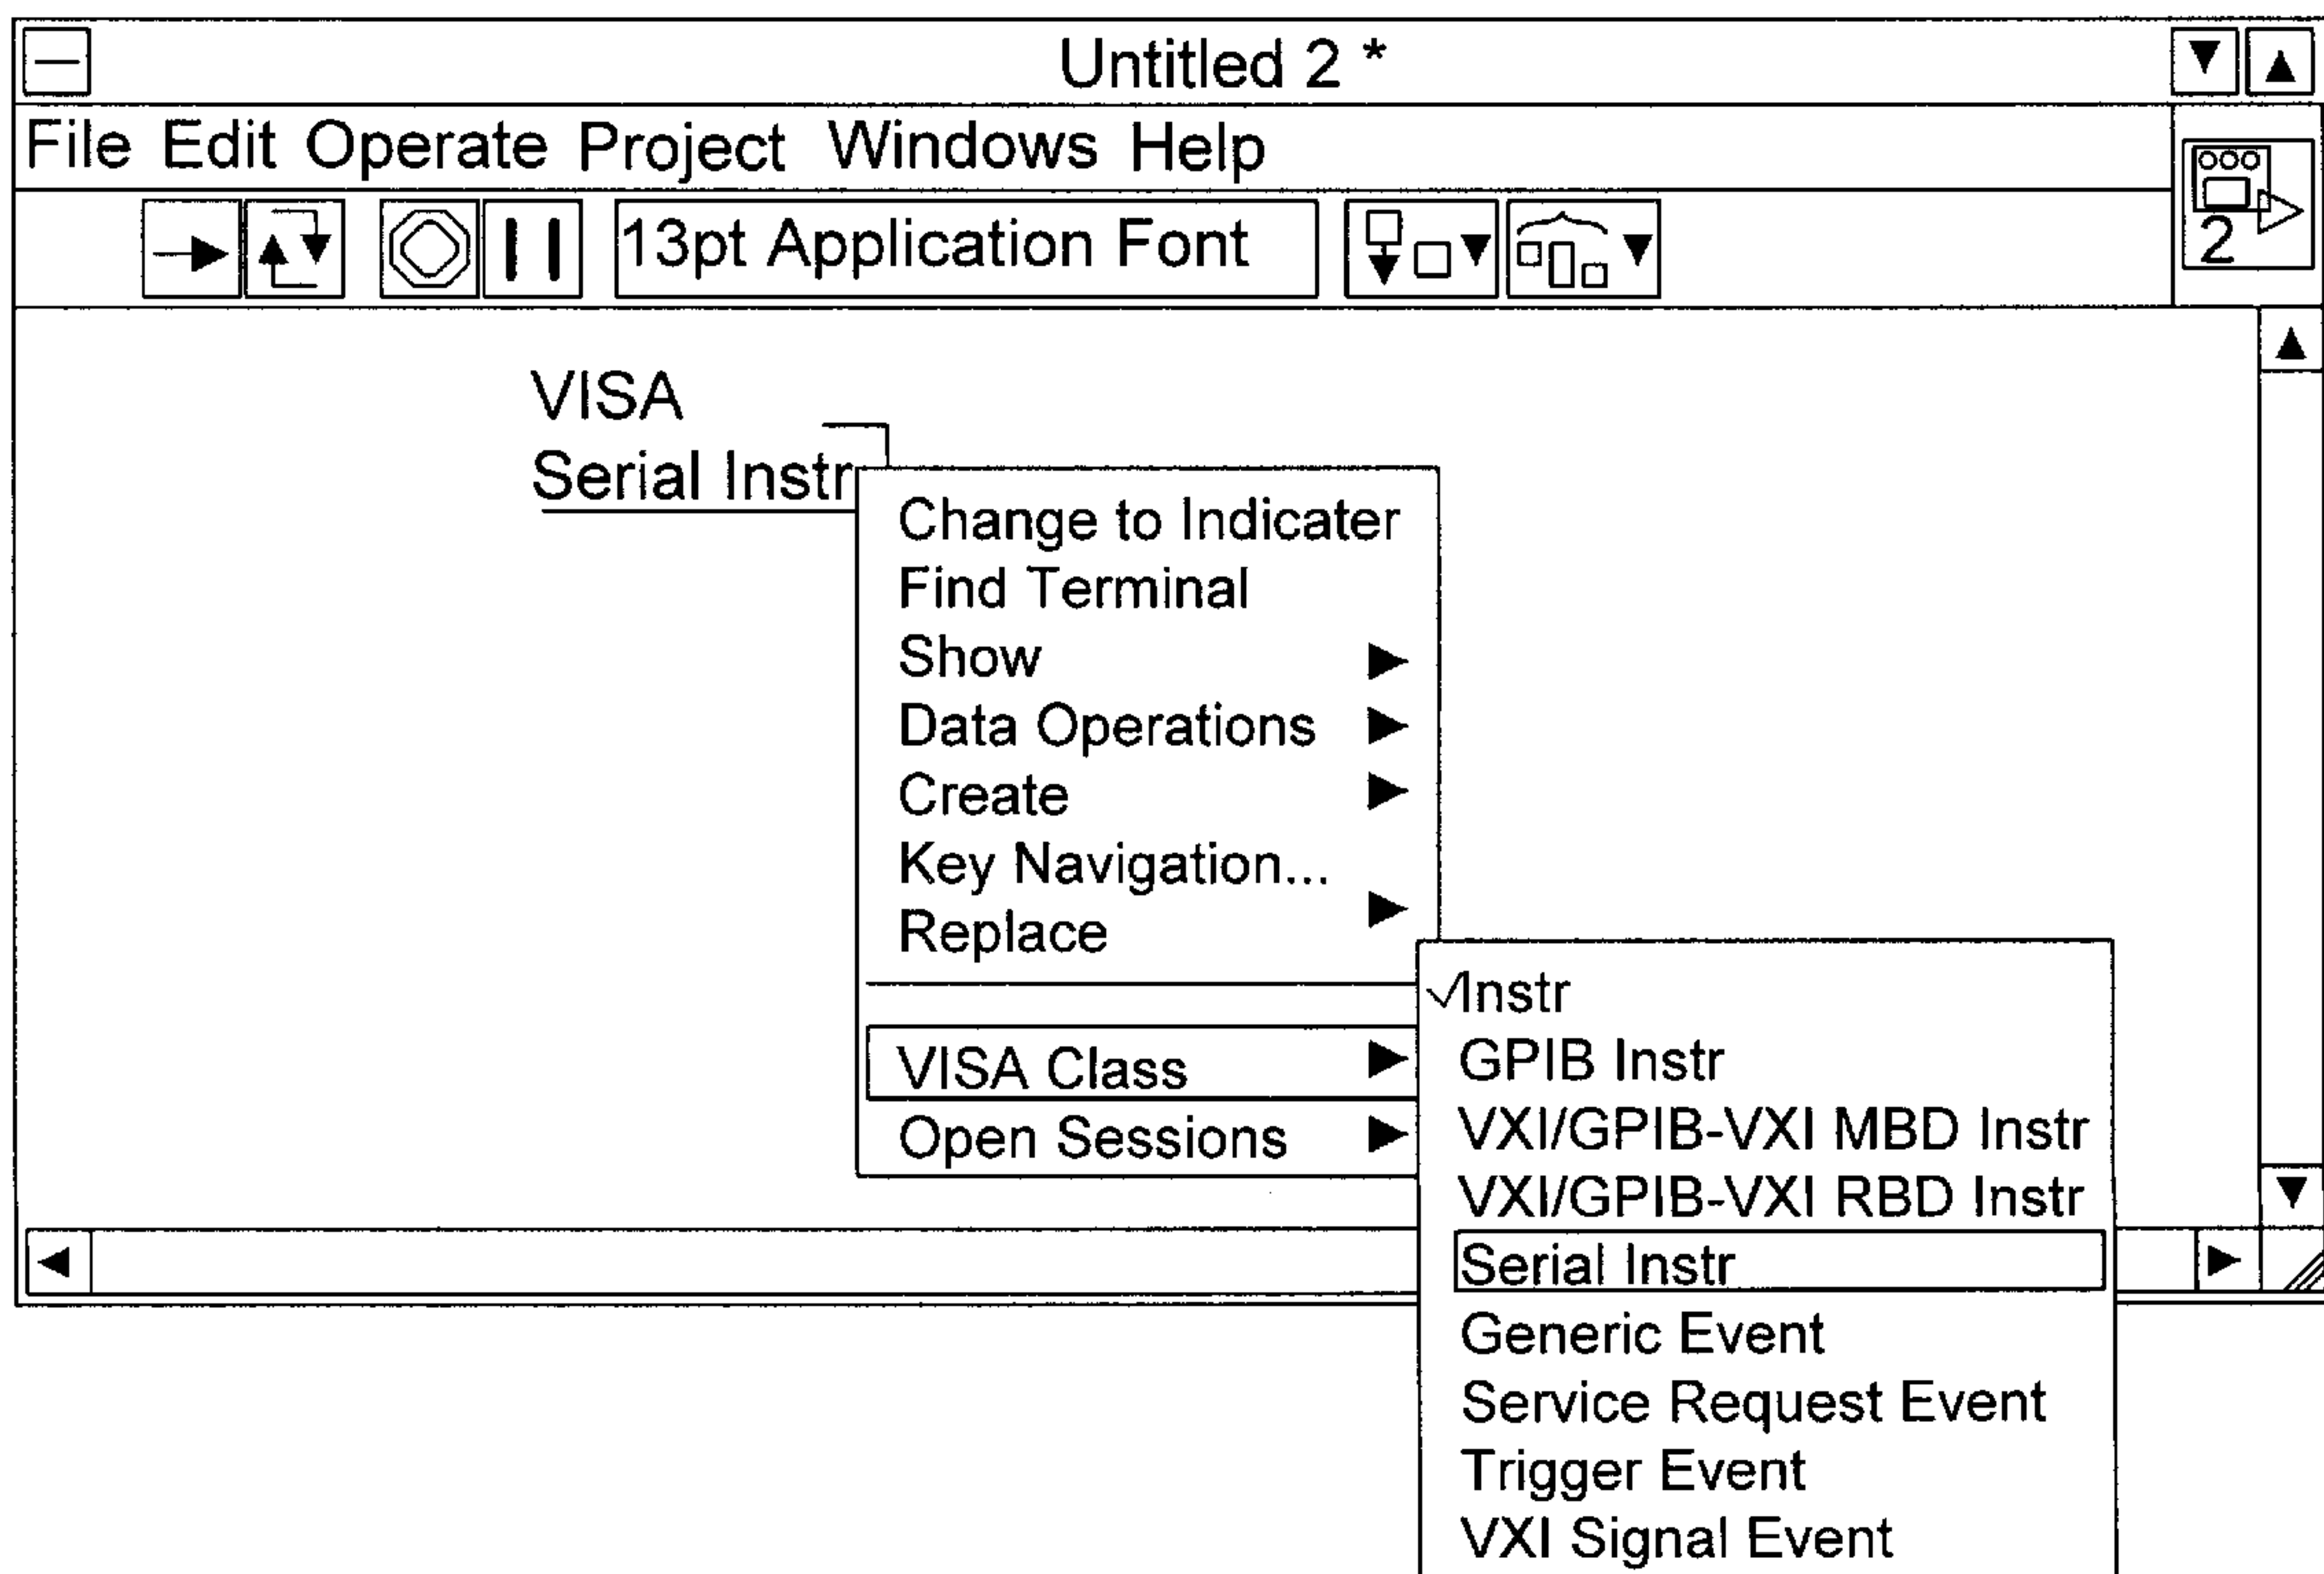 Untitled 2 *
File Edit Operate Project Windows Help
13pt Application Font
2
VISA
Serial Instr
Change to Indicater
Find Terminal
Show
Data Operations
Create
Key Navigation...
Replace
VISA Class
Open Sessions
Instr
GPIB Instr
VXI/GPIB-VXI MBD Instr
VXI/GPIB-VXI RBD Instr
Serial Instr
Generic Event
Service Request Event
Trigger Event
VXI Signal Event